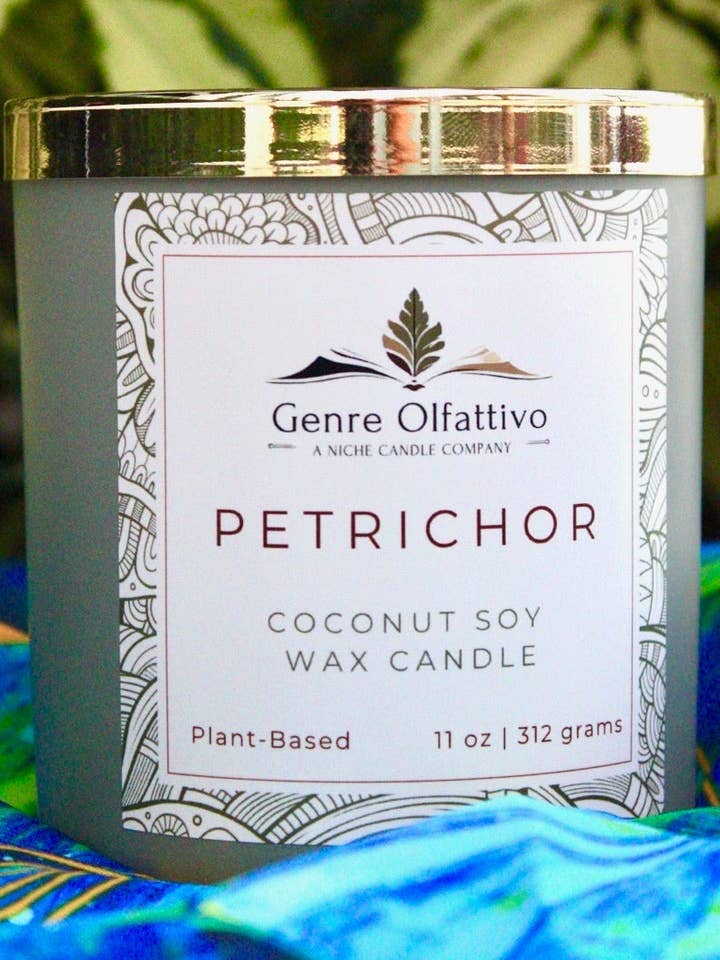 Genre Olfattivo
A NICHE CANDLE COMPANY
PETRICHOR
COCONUT SOY
WAX CANDLE
Plant-Based 11 oz | 312 grams